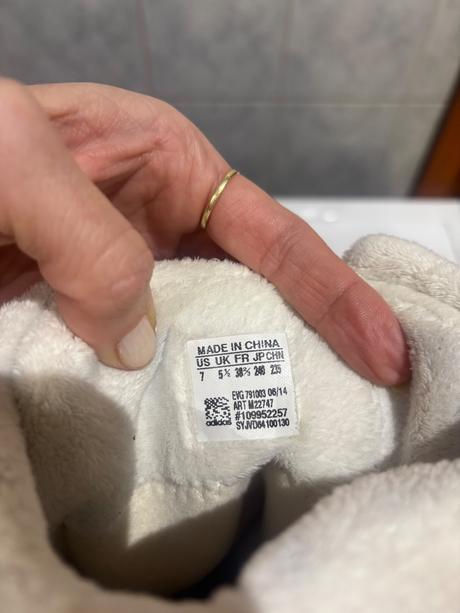 MADE IN CHINA
US UK FR JP CHN
7 5½ 38⅔ 240 235
EVG 791003 06/14
ART M22747
#109952257
adidas SYJVD64100130